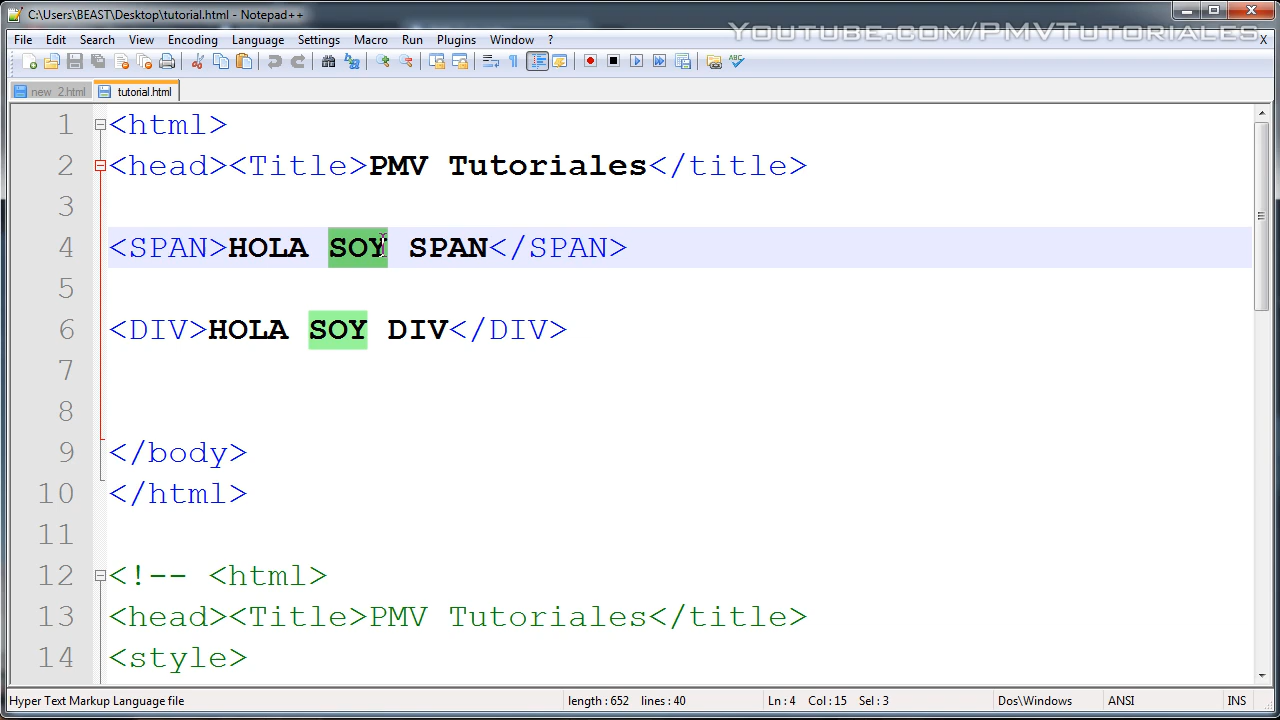 C:\Users\BEAST\Desktop\tutorial.html - Notepad++
Youtube.com/PMVTutoriales
File Edit Search View Encoding Language Settings Macro Run Plugins Window ? X
new 2.html tutorial.html
1 <html>
2 <head><Title>PMV Tutoriales</title>
3
4 <SPAN>HOLA SOY SPAN</SPAN>
5
6 <DIV>HOLA SOY DIV</DIV>
7
8
9 </body>
10 </html>
11
12 <!-- <html>
13 <head><Title>PMV Tutoriales</title>
14 <style>
Hyper Text Markup Language file length : 652 lines : 40 Ln : 4 Col : 15 Sel : 3 Dos\Windows ANSI INS